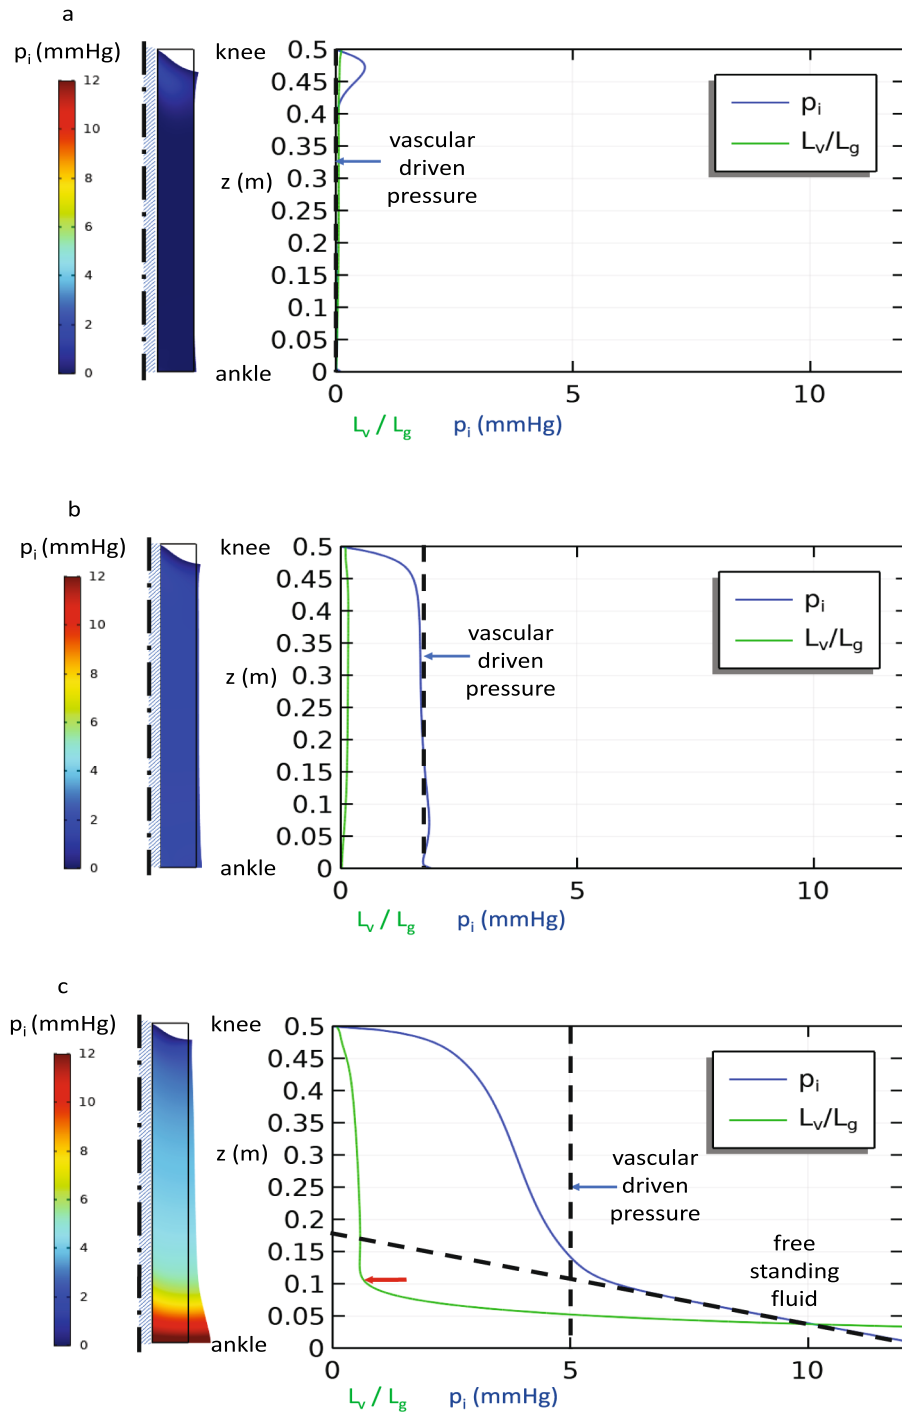 a
pᵢ (mmHg)
knee
12
10
8
6
4
2
0
z (m)
ankle
0.5
0.45
0.4
0.35
0.3
0.25
0.2
0.15
0.1
0.05
0
vascular
driven
pressure
pᵢ
Lᵥ/L_g
0
5
10
Lᵥ / L_g
pᵢ (mmHg)
b
pᵢ (mmHg)
knee
12
10
8
6
4
2
0
z (m)
ankle
0.5
0.45
0.4
0.35
0.3
0.25
0.2
0.15
0.1
0.05
0
vascular
driven
pressure
pᵢ
Lᵥ/L_g
0
5
10
Lᵥ / L_g
pᵢ (mmHg)
c
pᵢ (mmHg)
knee
12
10
8
6
4
2
0
z (m)
ankle
0.5
0.45
0.4
0.35
0.3
0.25
0.2
0.15
0.1
0.05
0
vascular
driven
pressure
free
standing
fluid
pᵢ
Lᵥ/L_g
0
5
10
Lᵥ / L_g
pᵢ (mmHg)